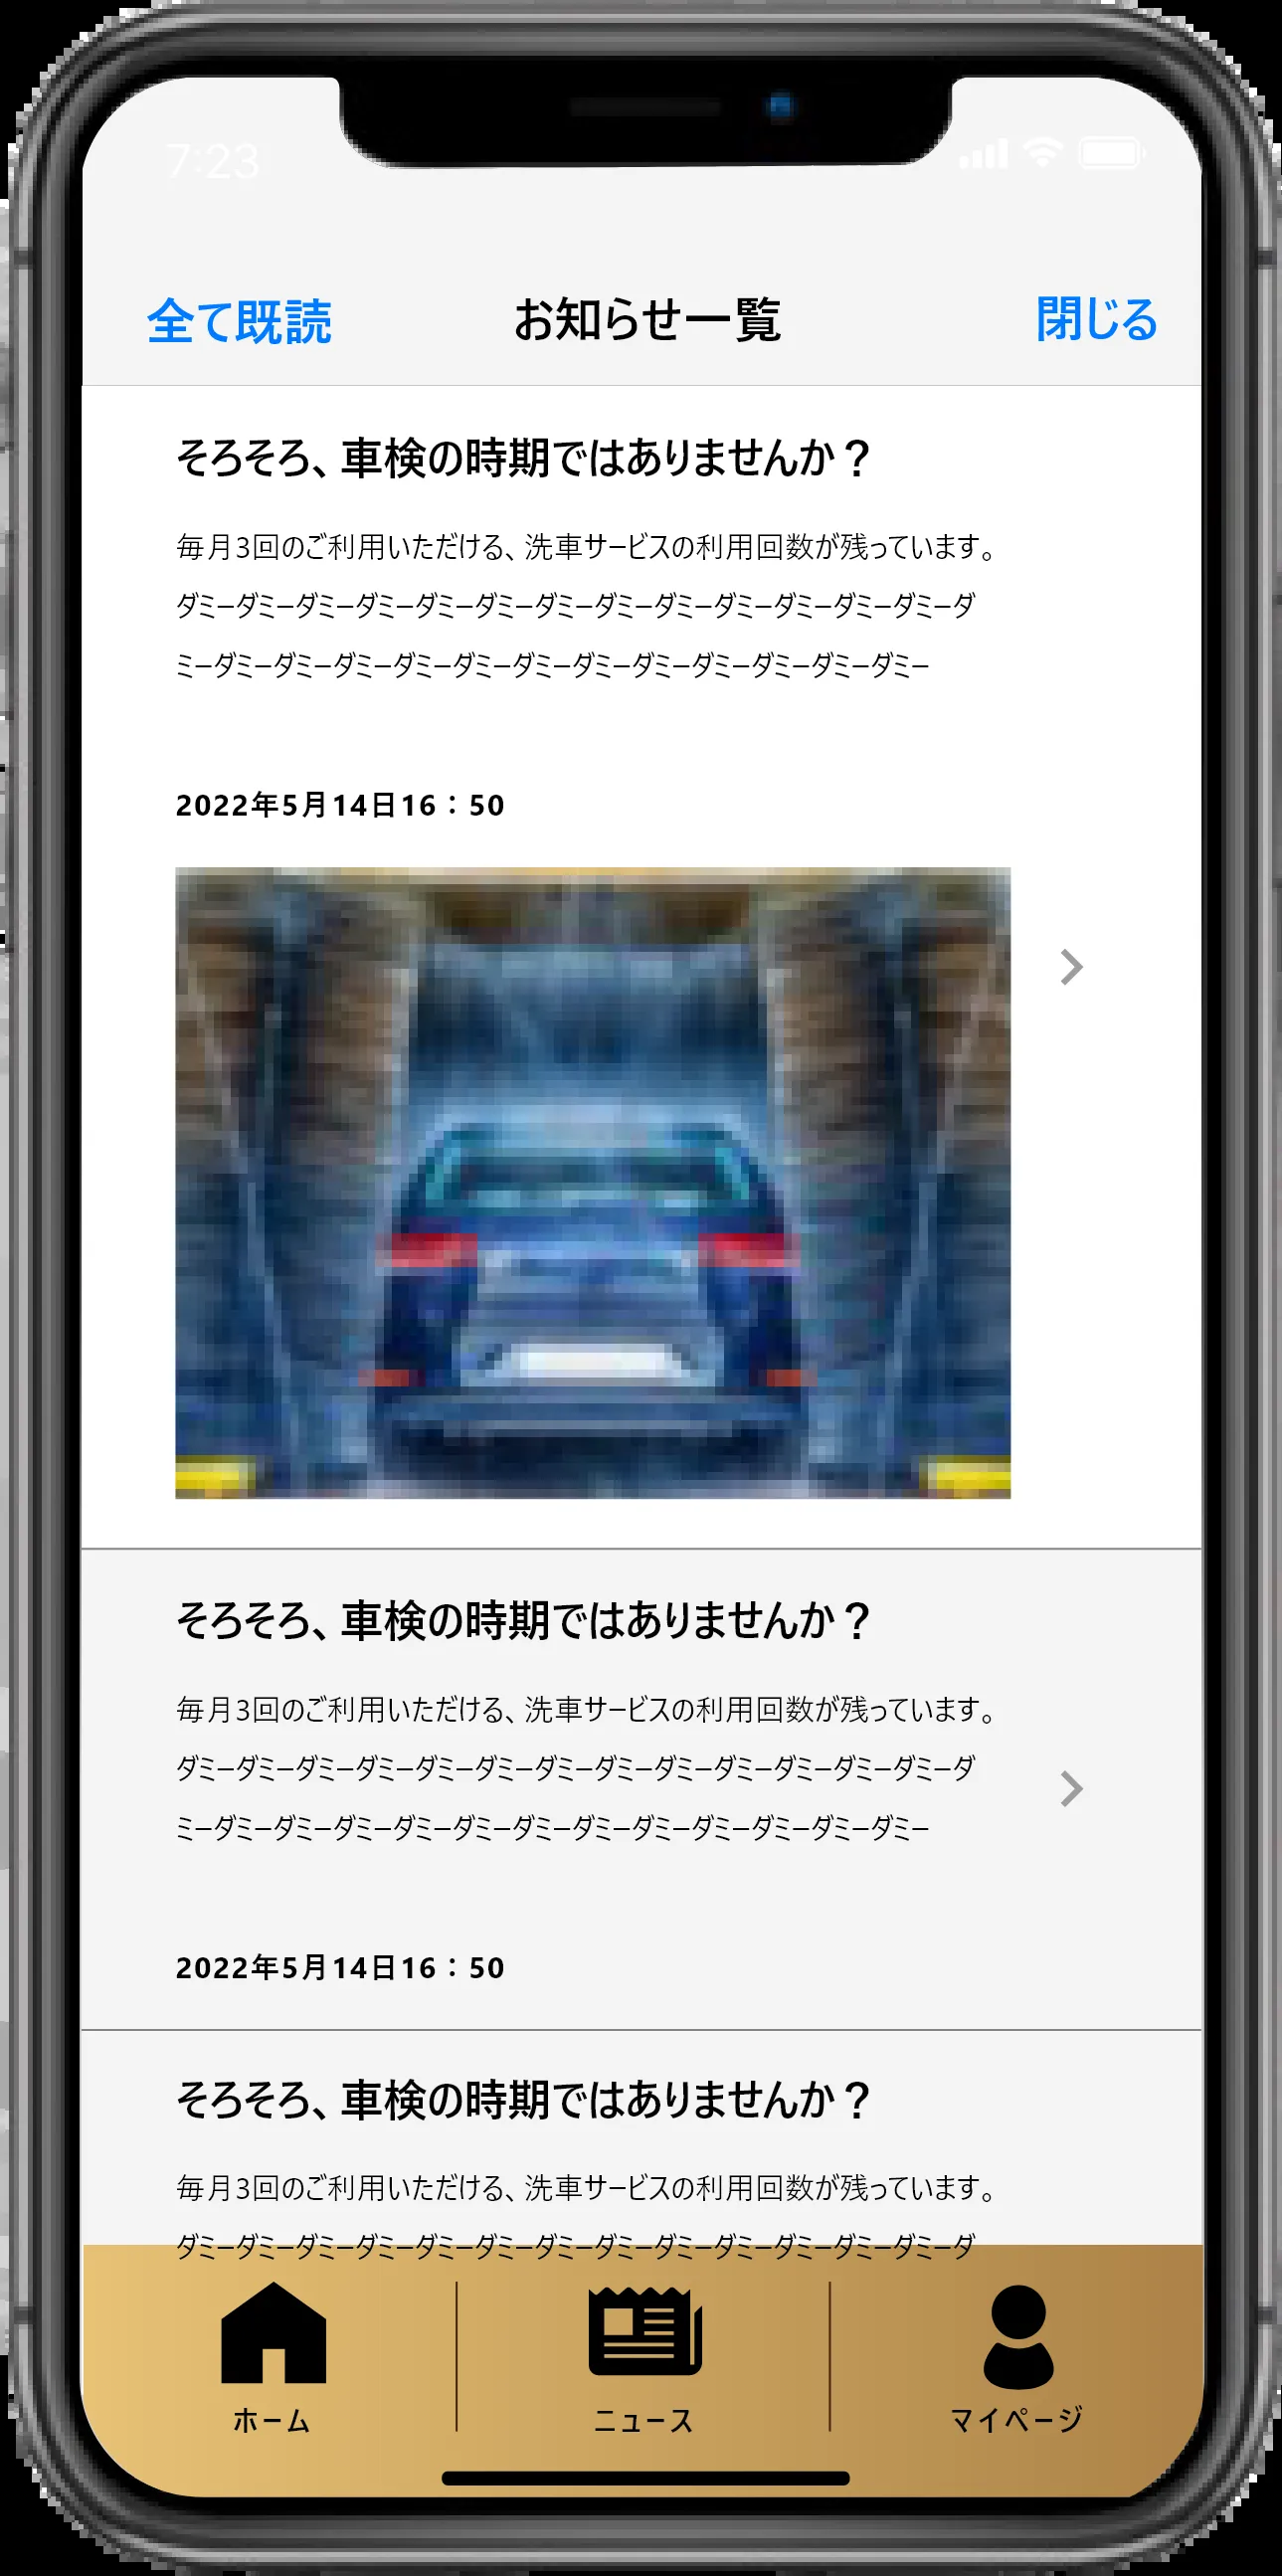 7:23
全て既読 お知らせ一覧 閉じる
そろそろ、車検の時期ではありませんか？
毎月3回のご利用いただける、洗車サービスの利用回数が残っています。
ダミーダミーダミーダミーダミーダミーダミーダミーダミーダミーダミーダミーダミーダ
ミーダミーダミーダミーダミーダミーダミーダミーダミーダミーダミーダミーダミー
2022年5月14日16：50
そろそろ、車検の時期ではありませんか？
毎月3回のご利用いただける、洗車サービスの利用回数が残っています。
ダミーダミーダミーダミーダミーダミーダミーダミーダミーダミーダミーダミーダミーダ
ミーダミーダミーダミーダミーダミーダミーダミーダミーダミーダミーダミーダミー
2022年5月14日16：50
そろそろ、車検の時期ではありませんか？
毎月3回のご利用いただける、洗車サービスの利用回数が残っています。
ダミーダミーダミーダミーダミーダミーダミーダミーダミーダミーダミーダミーダミーダ
ホーム ニュース マイページ